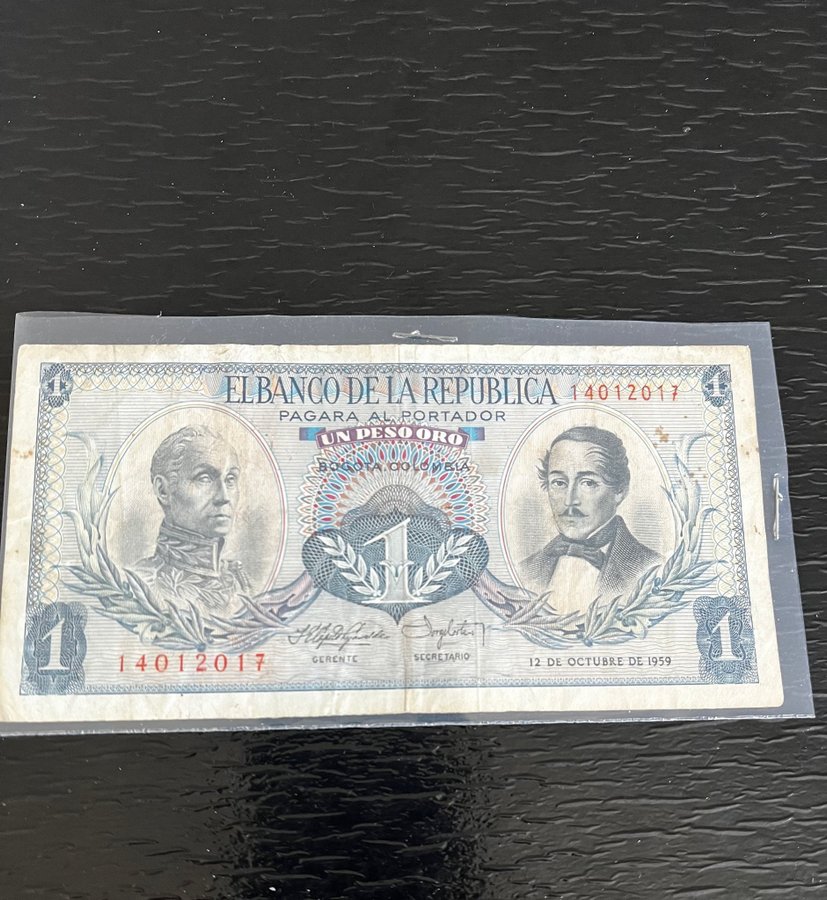 1 1
EL BANCO DE LA REPUBLICA 14012017
PAGARA AL PORTADOR
UN PESO ORO
BOGOTA, COLOMBIA
1
1 1
14012017
GERENTE SECRETARIO
12 DE OCTUBRE DE 1959